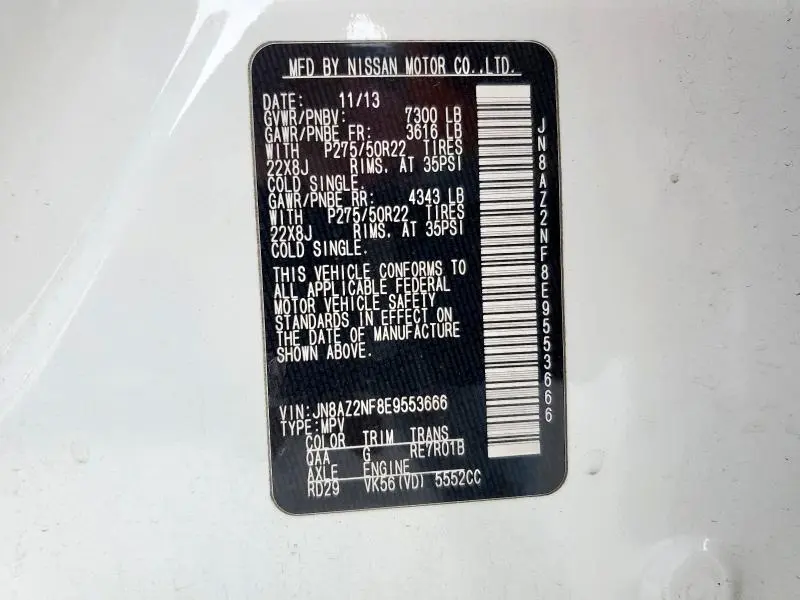 MFD BY NISSAN MOTOR CO.,LTD.
DATE: 11/13
GVWR/PNBV: 7300 LB
GAWR/PNBE FR: 3616 LB
WITH P275/50R22 TIRES
22X8J RIMS. AT 35PSI
COLD SINGLE.
GAWR/PNBE RR: 4343 LB
WITH P275/50R22 TIRES
22X8J RIMS. AT 35PSI
COLD SINGLE.
THIS VEHICLE CONFORMS TO
ALL APPLICABLE FEDERAL
MOTOR VEHICLE SAFETY
STANDARDS IN EFFECT ON
THE DATE OF MANUFACTURE
SHOWN ABOVE.
VIN:JN8AZ2NF8E9553666
TYPE:MPV
COLOR TRIM TRANS
QAA G RE7R01B
AXLE ENGINE
RD29 VK56(VD) 5552CC
JN8AZ2NF8E9553666